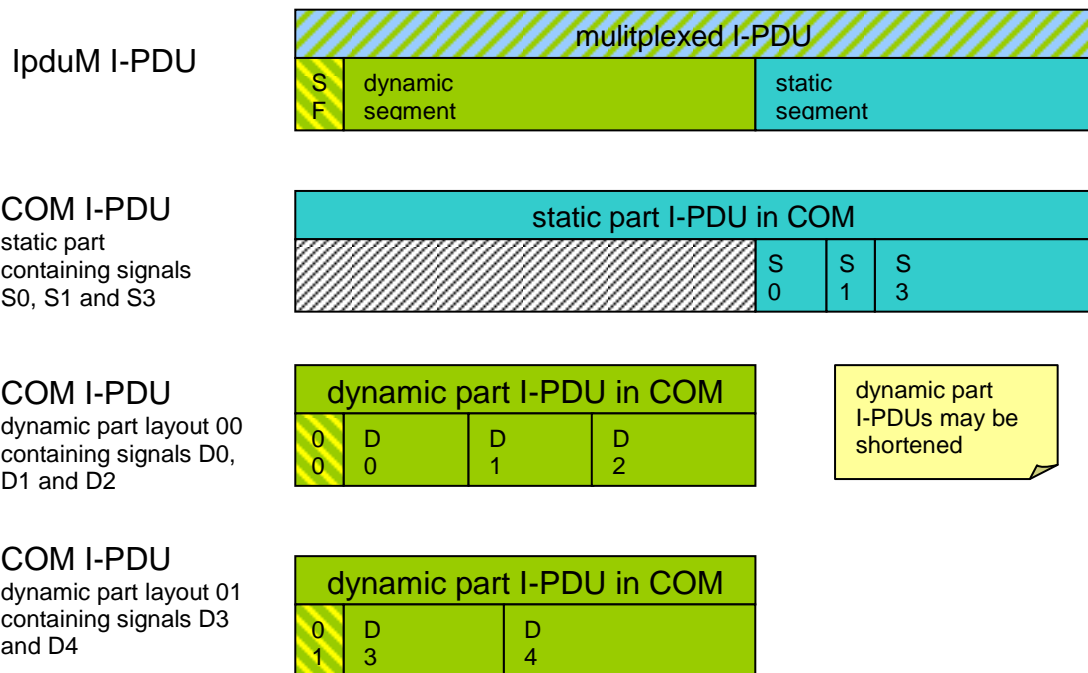 IpduM I-PDU
mulitplexed I-PDU
S
F
dynamic
segment
static
segment
COM I-PDU
static part
containing signals
S0, S1 and S3
static part I-PDU in COM
S
0
S
1
S
3
COM I-PDU
dynamic part layout 00
containing signals D0,
D1 and D2
dynamic part I-PDU in COM
0
0
D
0
D
1
D
2
dynamic part
I-PDUs may be
shortened
COM I-PDU
dynamic part layout 01
containing signals D3
and D4
dynamic part I-PDU in COM
0
1
D
3
D
4